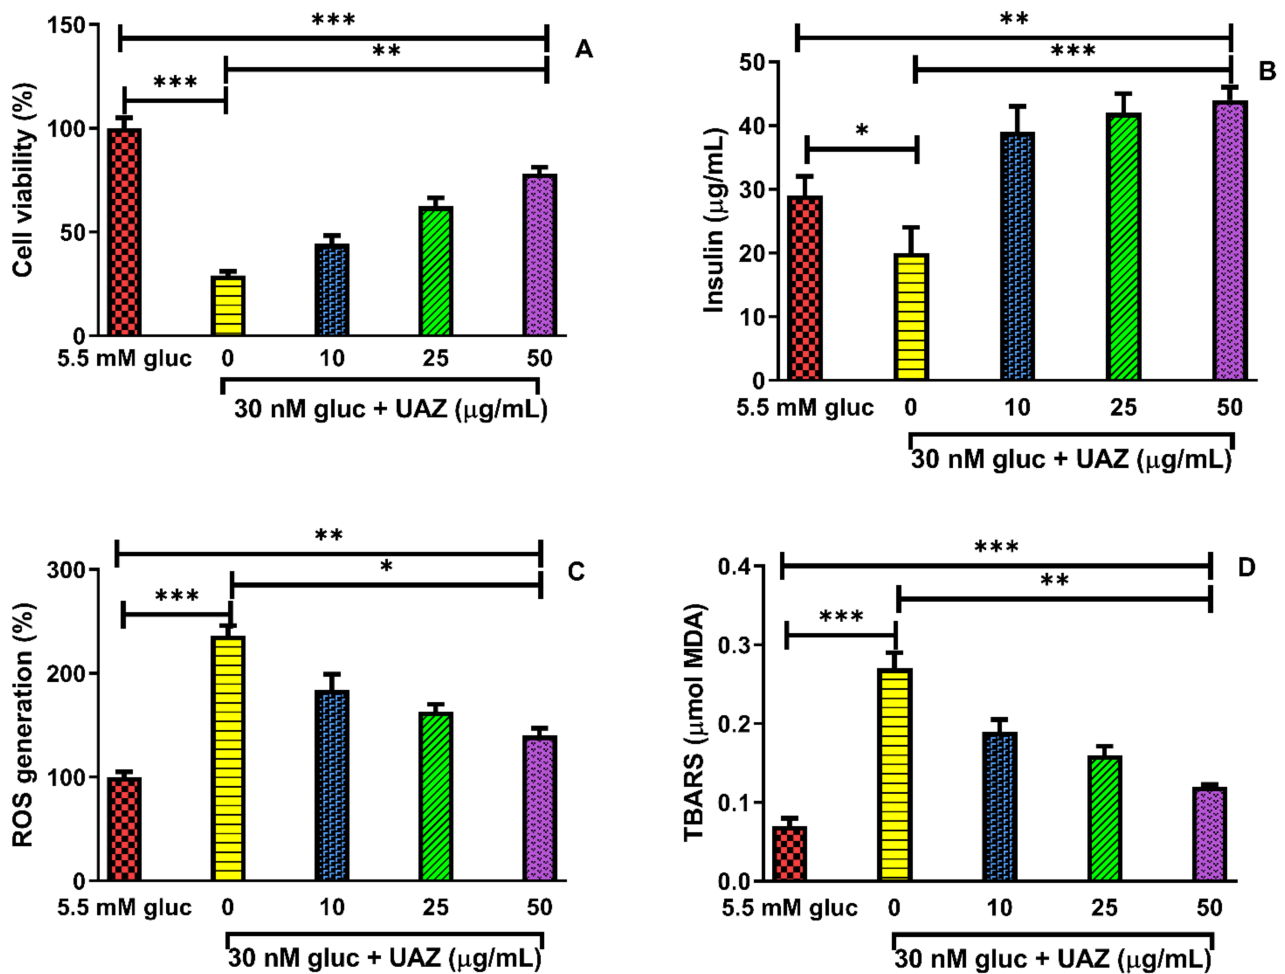 A
***
**
***
Cell viability (%)
150
100
50
0
5.5 mM gluc 0 10 25 50
30 nM gluc + UAZ (μg/mL)
B
**
***
*
Insulin (μg/mL)
50
40
30
20
10
0
5.5 mM gluc 0 10 25 50
30 nM gluc + UAZ (μg/mL)
C
**
*
***
ROS generation (%)
300
200
100
0
5.5 mM gluc 0 10 25 50
30 nM gluc + UAZ (μg/mL)
D
***
**
***
TBARS (μmol MDA)
0.4
0.3
0.2
0.1
0.0
5.5 mM gluc 0 10 25 50
30 nM gluc + UAZ (μg/mL)